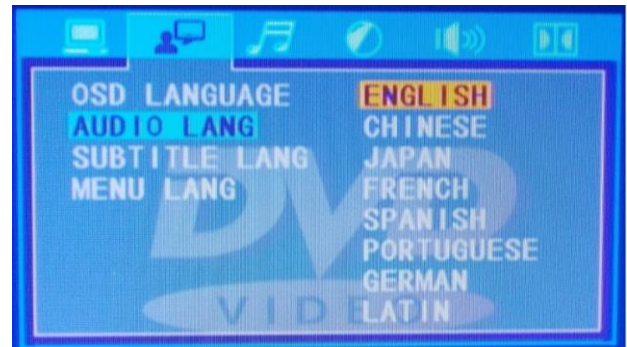 OSD LANGUAGE
AUDIO LANG
SUBTITLE LANG
MENU LANG
ENGLISH
CHINESE
JAPAN
FRENCH
SPANISH
PORTUGUESE
GERMAN
LATIN
DVD
VIDEO